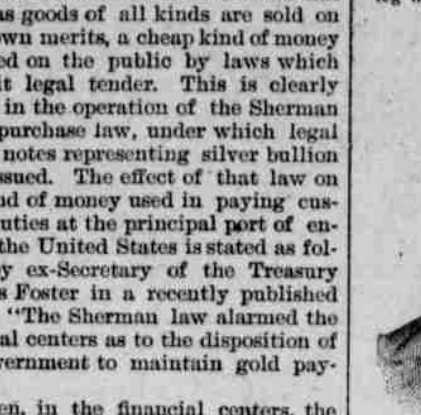 as goods of all kinds are sold on
own merits, a cheap kind of money
ed on the public by laws which
it legal tender. This is clearly
in the operation of the Sherman
purchase law, under which legal
notes representing silver bullion
ssued. The effect of that law on
nd of money used in paying cus-
uties at the principal port of en-
the United States is stated as fol-
y ex-Secretary of the Treasury
s Foster in a recently published
"The Sherman law alarmed the
al centers as to the disposition of
vernment to maintain gold pay-
en, in the financial centers, the